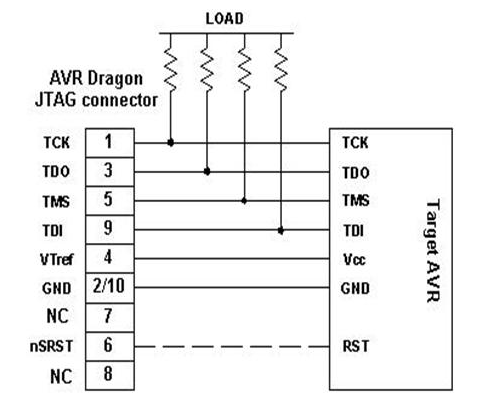 LOAD
AVR Dragon
JTAG connector
TCK 1 TCK
TDO 3 TDO
TMS 5 TMS
TDI 9 TDI
VTref 4 Vcc
GND 2/10 GND
NC 7
nSRST 6 RST
NC 8
Target AVR